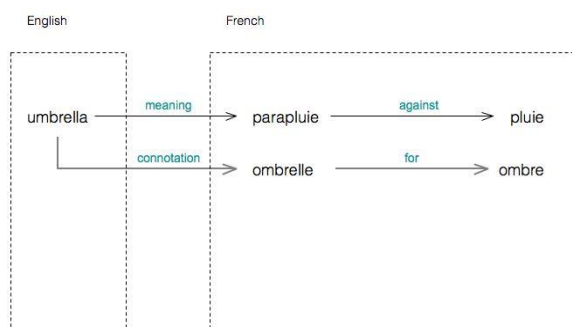 English French
meaning against
umbrella parapluie pluie
connotation for
ombrelle ombre